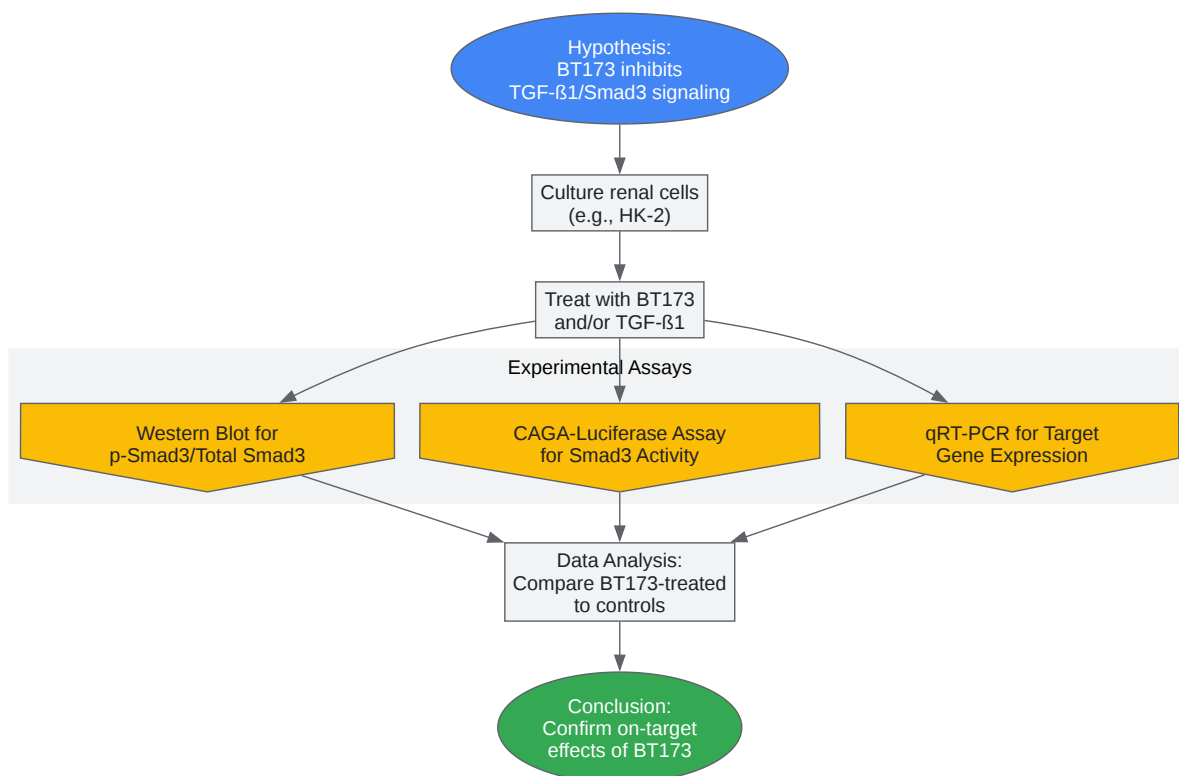 Hypothesis:
BT173 inhibits
TGF-ß1/Smad3 signaling
Culture renal cells
(e.g., HK-2)
Treat with BT173
and/or TGF-ß1
Experimental Assays
Western Blot for
p-Smad3/Total Smad3
CAGA-Luciferase Assay
for Smad3 Activity
qRT-PCR for Target
Gene Expression
Data Analysis:
Compare BT173-treated
to controls
Conclusion:
Confirm on-target
effects of BT173